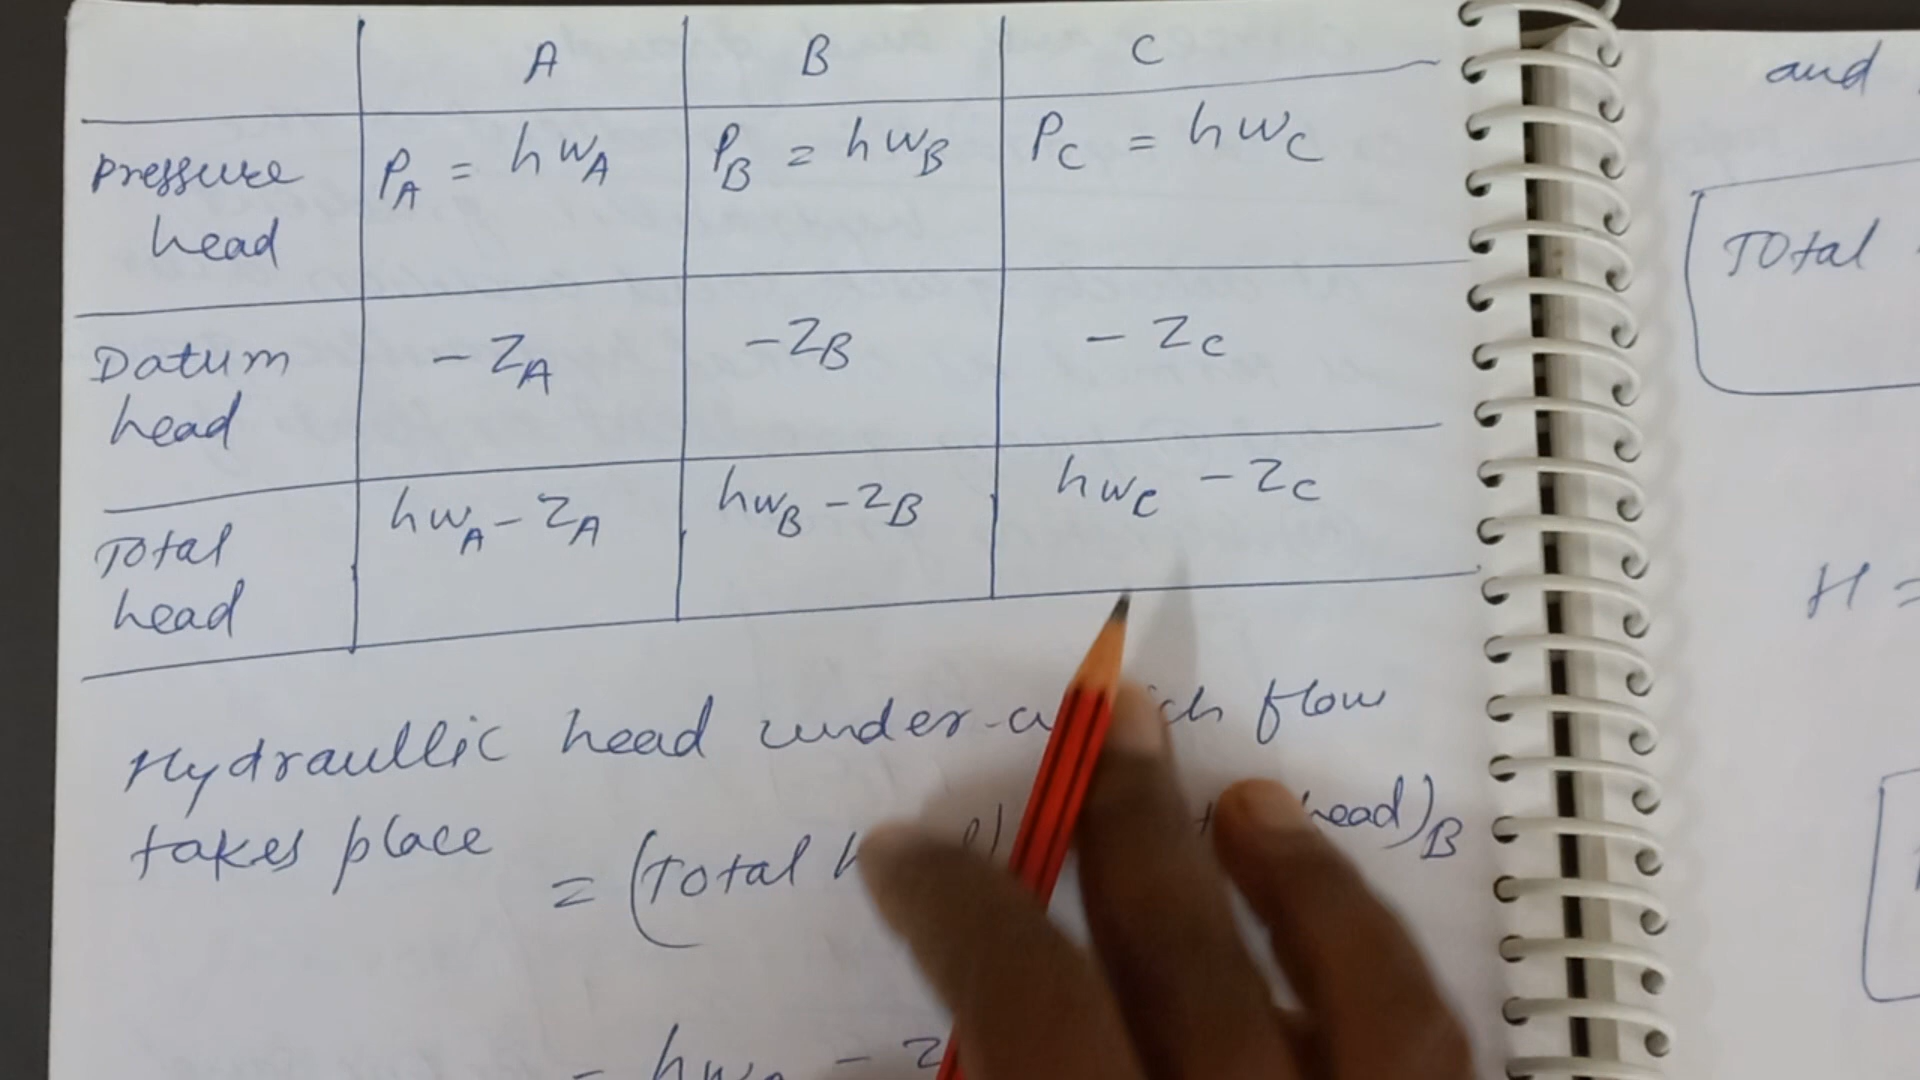 A B C
Pressure head P_A = hw_A P_B = hw_B P_C = hw_C
Datum head - Z_A - Z_B - Z_C
Total head hw_A - Z_A hw_B - Z_B hw_C - Z_C
Hydraullic head under flow
takes place
= (Total head)_B
and
Total
H =